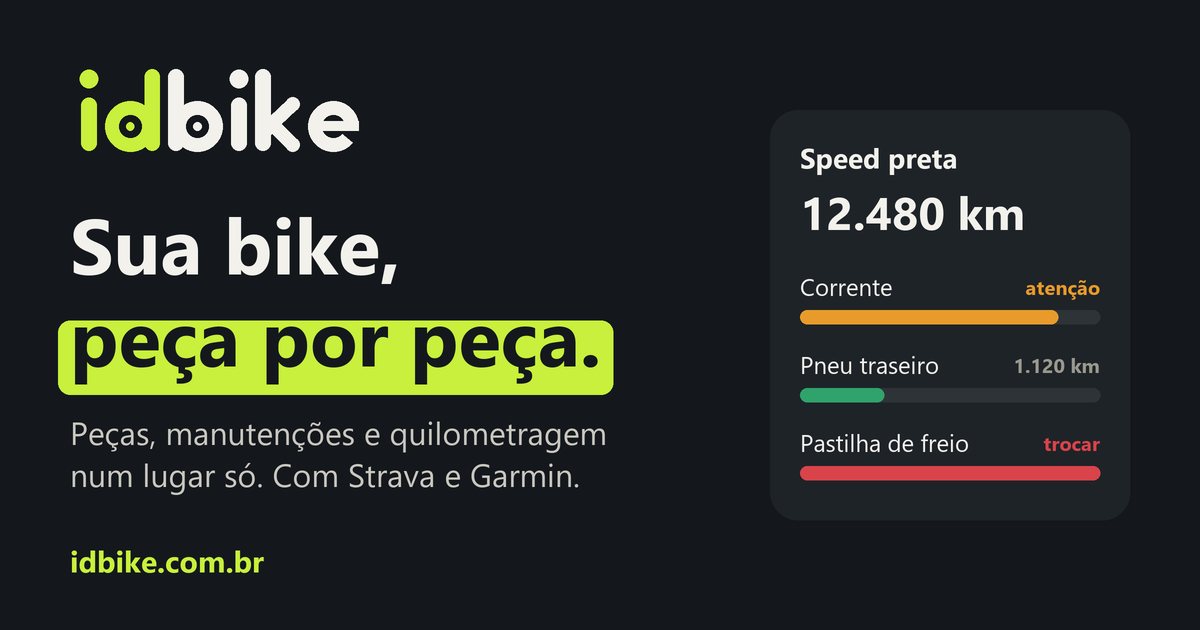 idbike
Sua bike,
peça por peça.
Peças, manutenções e quilometragem
num lugar só. Com Strava e Garmin.
idbike.com.br
Speed preta
12.480 km
Corrente atenção
Pneu traseiro 1.120 km
Pastilha de freio trocar